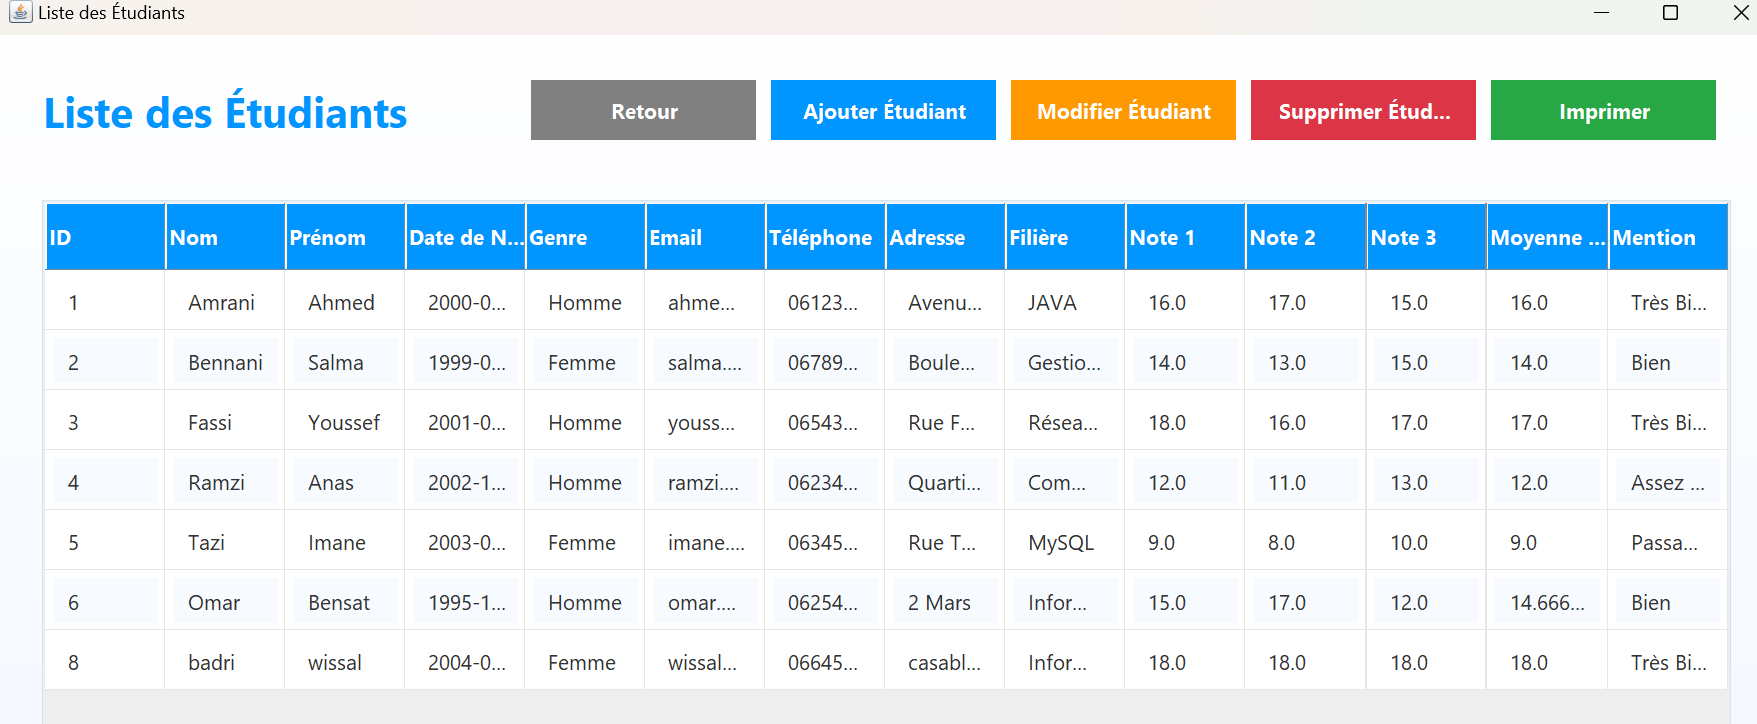 Liste des Étudiants
Liste des Étudiants Retour Ajouter Étudiant Modifier Étudiant Supprimer Étud... Imprimer
ID Nom Prénom Date de N... Genre Email Téléphone Adresse Filière Note 1 Note 2 Note 3 Moyenne ... Mention
1 Amrani Ahmed 2000-0... Homme ahme... 06123... Avenu... JAVA 16.0 17.0 15.0 16.0 Très Bi...
2 Bennani Salma 1999-0... Femme salma.... 06789... Boule... Gestio... 14.0 13.0 15.0 14.0 Bien
3 Fassi Youssef 2001-0... Homme youss... 06543... Rue F... Résea... 18.0 16.0 17.0 17.0 Très Bi...
4 Ramzi Anas 2002-1... Homme ramzi.... 06234... Quarti... Com... 12.0 11.0 13.0 12.0 Assez ...
5 Tazi Imane 2003-0... Femme imane.... 06345... Rue T... MySQL 9.0 8.0 10.0 9.0 Passa...
6 Omar Bensat 1995-1... Homme omar.... 06254... 2 Mars Infor... 15.0 17.0 12.0 14.666... Bien
8 badri wissal 2004-0... Femme wissal... 06645... casabl... Infor... 18.0 18.0 18.0 18.0 Très Bi...